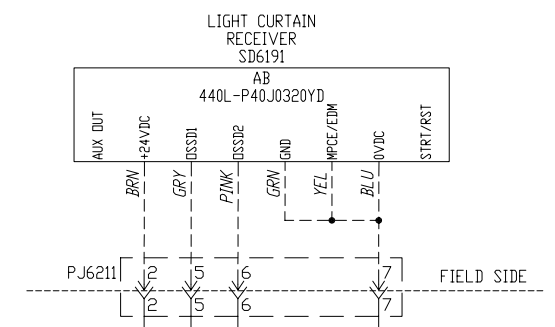 LIGHT CURTAIN
RECEIVER
SD6191
AB
440L-P40J0320YD
AUX OUT
+24VDC
OSSD1
OSSD2
GND
MPCE/EDM
0VDC
STRT/RST
BRN
GRY
PINK
GRN
YEL
BLU
PJ6211 2 5 6 7 FIELD SIDE
2 5 6 7